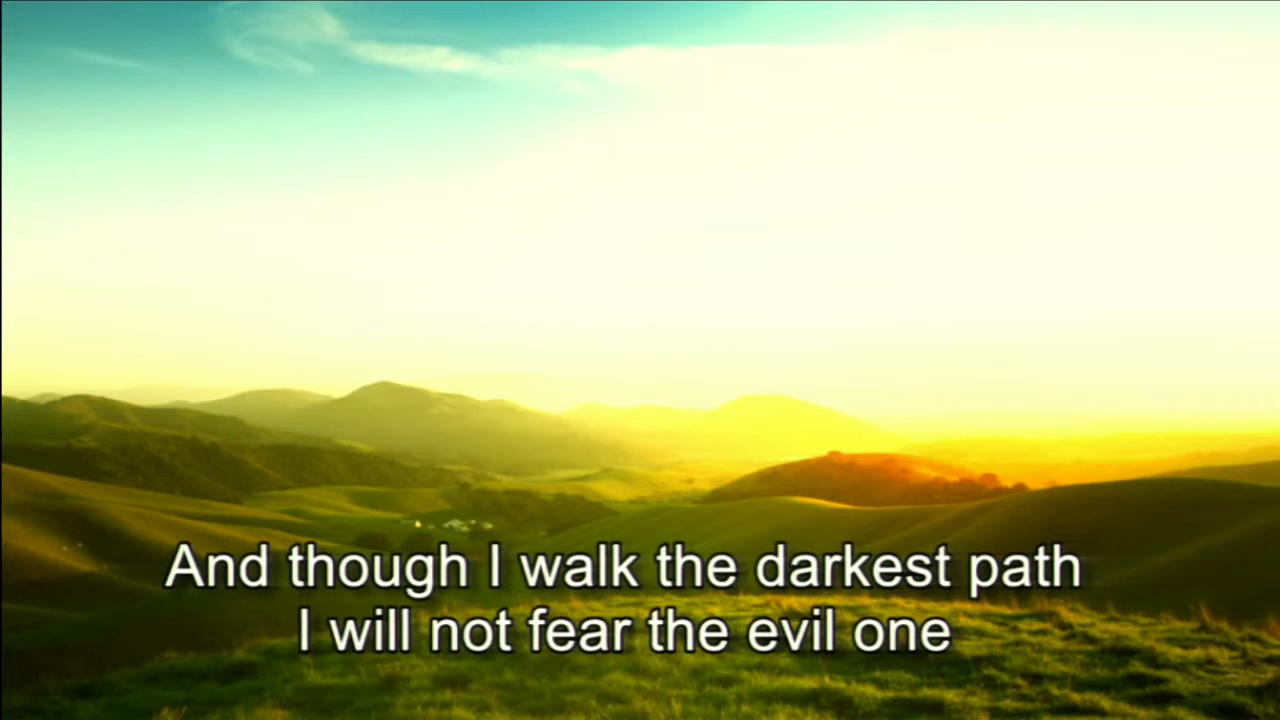 And though I walk the darkest path
I will not fear the evil one